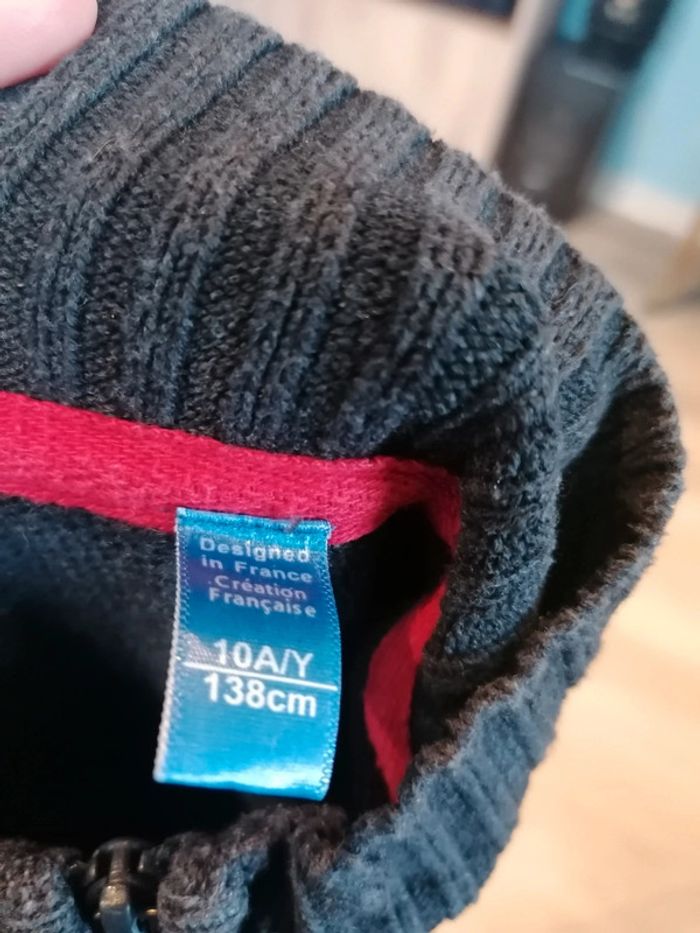 Designed
in France
Création
Française
10A/Y
138cm